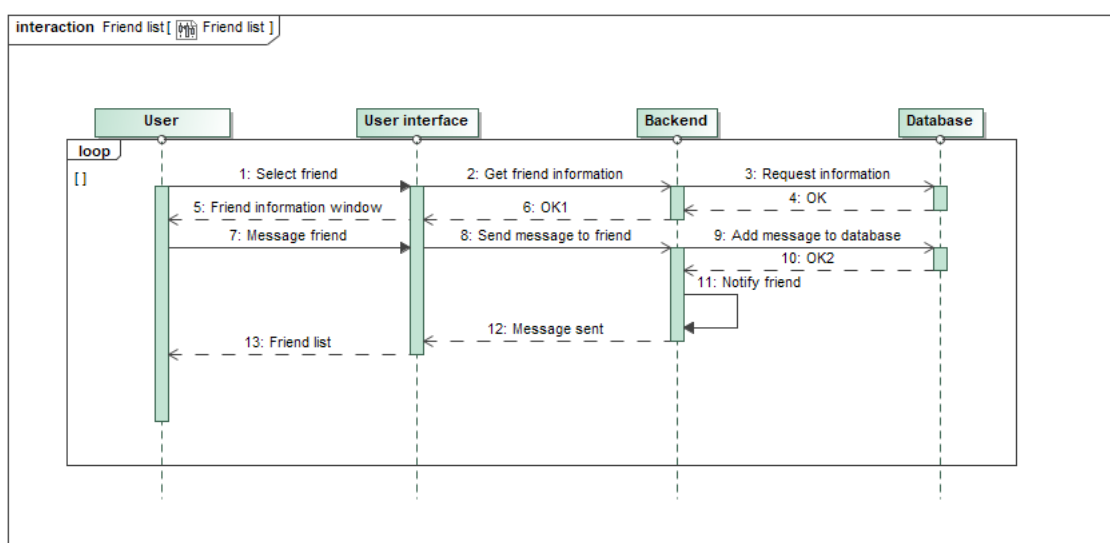 interaction Friend list[ Friend list ]
User
User interface
Backend
Database
loop
[ ]
1: Select friend
2: Get friend information
3: Request information
4: OK
5: Friend information window
6: OK1
7: Message friend
8: Send message to friend
9: Add message to database
10: OK2
11: Notify friend
12: Message sent
13: Friend list